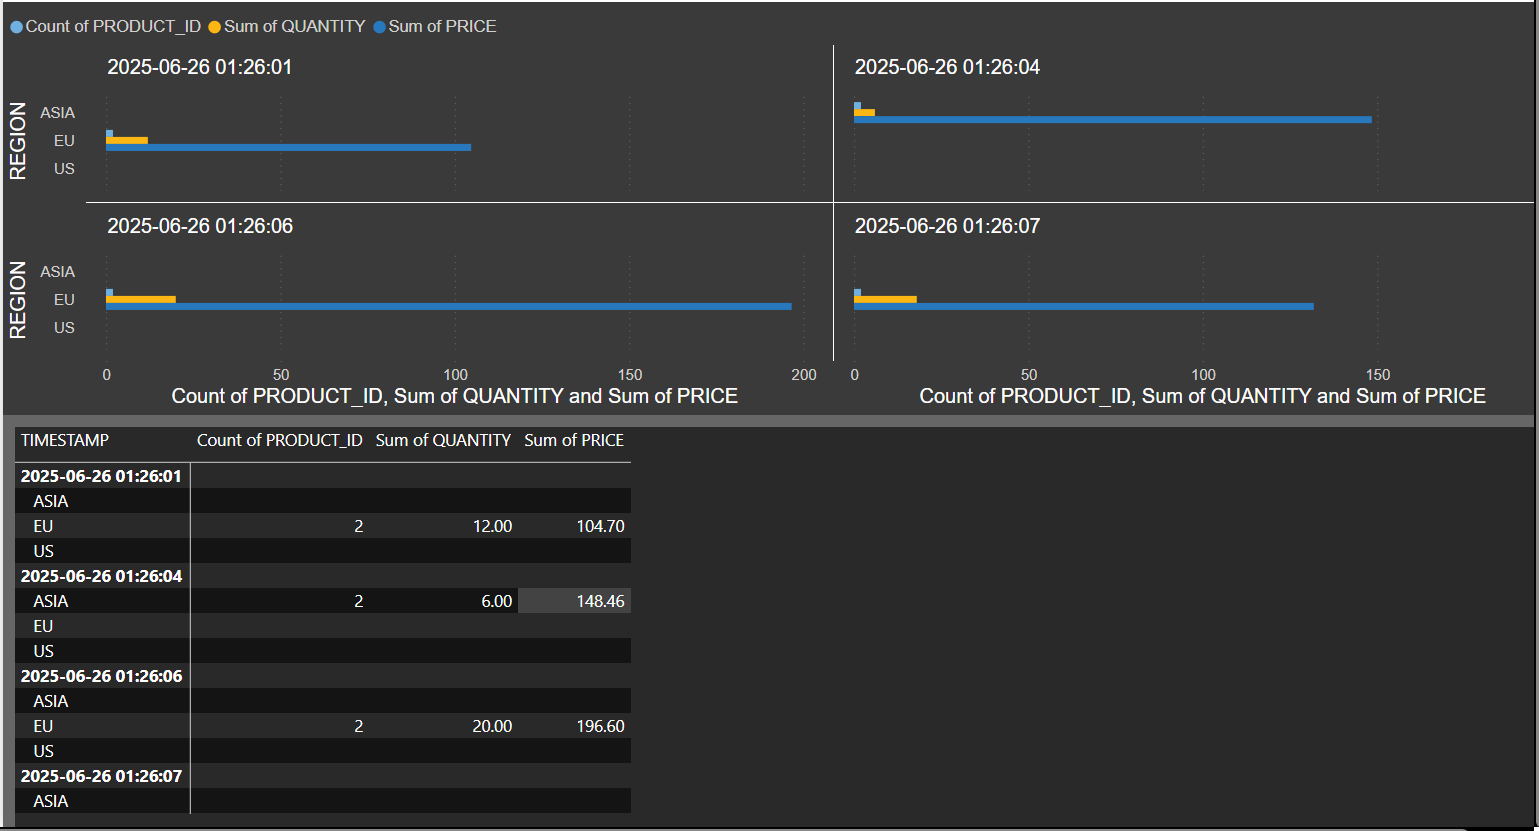 Count of PRODUCT_ID Sum of QUANTITY Sum of PRICE
2025-06-26 01:26:01
REGION
ASIA
EU
US
2025-06-26 01:26:04
2025-06-26 01:26:06
REGION
ASIA
EU
US
2025-06-26 01:26:07
0 50 100 150 200
Count of PRODUCT_ID, Sum of QUANTITY and Sum of PRICE
0 50 100 150
Count of PRODUCT_ID, Sum of QUANTITY and Sum of PRICE
TIMESTAMP Count of PRODUCT_ID Sum of QUANTITY Sum of PRICE
2025-06-26 01:26:01
ASIA
EU 2 12.00 104.70
US
2025-06-26 01:26:04
ASIA 2 6.00 148.46
EU
US
2025-06-26 01:26:06
ASIA
EU 2 20.00 196.60
US
2025-06-26 01:26:07
ASIA